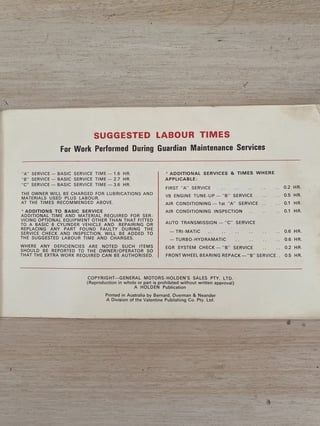 SUGGESTED LABOUR TIMES
For Work Performed During Guardian Maintenance Services
"A" SERVICE — BASIC SERVICE TIME — 1.6 HR.
"B" SERVICE — BASIC SERVICE TIME — 2.7 HR.
"C" SERVICE — BASIC SERVICE TIME — 3.6 HR.
THE OWNER WILL BE CHARGED FOR LUBRICANTS AND
MATERIALS USED PLUS LABOUR
AT THE TIMES RECOMMENDED ABOVE.
* ADDITIONS TO BASIC SERVICE
ADDITIONAL TIME AND MATERIAL REQUIRED FOR SER-
VICING OPTIONAL EQUIPMENT OTHER THAN THAT FITTED
TO A BASIC 6 CYLINDER VEHICLE AND REPAIRING OR
REPLACING ANY PART FOUND FAULTY DURING THE
SERVICE CHECK AND INSPECTION, WILL BE ADDED TO
THE SUGGESTED LABOUR TIME AND CHARGES.
WHERE ANY DEFICIENCIES ARE NOTED SUCH ITEMS
SHOULD BE REPORTED TO THE OWNER/OPERATOR SO
THAT THE EXTRA WORK REQUIRED CAN BE AUTHORISED.
* ADDITIONAL SERVICES & TIMES WHERE
APPLICABLE:
FIRST "A" SERVICE .. .. .. .. 0.2 HR.
V8 ENGINE TUNE-UP — "B" SERVICE .. 0.5 HR.
AIR CONDITIONING — 1st "A" SERVICE .. 0.1 HR.
AIR CONDITIONING INSPECTION .. .. 0.1 HR.
AUTO TRANSMISSION — "C" SERVICE
— TRI-MATIC .. .. .. .. 0.6 HR.
— TURBO-HYDRAMATIC .. .. .. 0.6 HR.
EGR SYSTEM CHECK — "B" SERVICE .. 0.2 HR.
FRONT WHEEL BEARING REPACK — "B" SERVICE .. 0.5 HR.
COPYRIGHT—GENERAL MOTORS-HOLDEN'S SALES PTY. LTD.
(Reproduction in whole or part is prohibited without written approval)
A HOLDEN Publication
Printed in Australia by Bernard, Overman & Neander
A Division of the Valentine Publishing Co Pty. Ltd